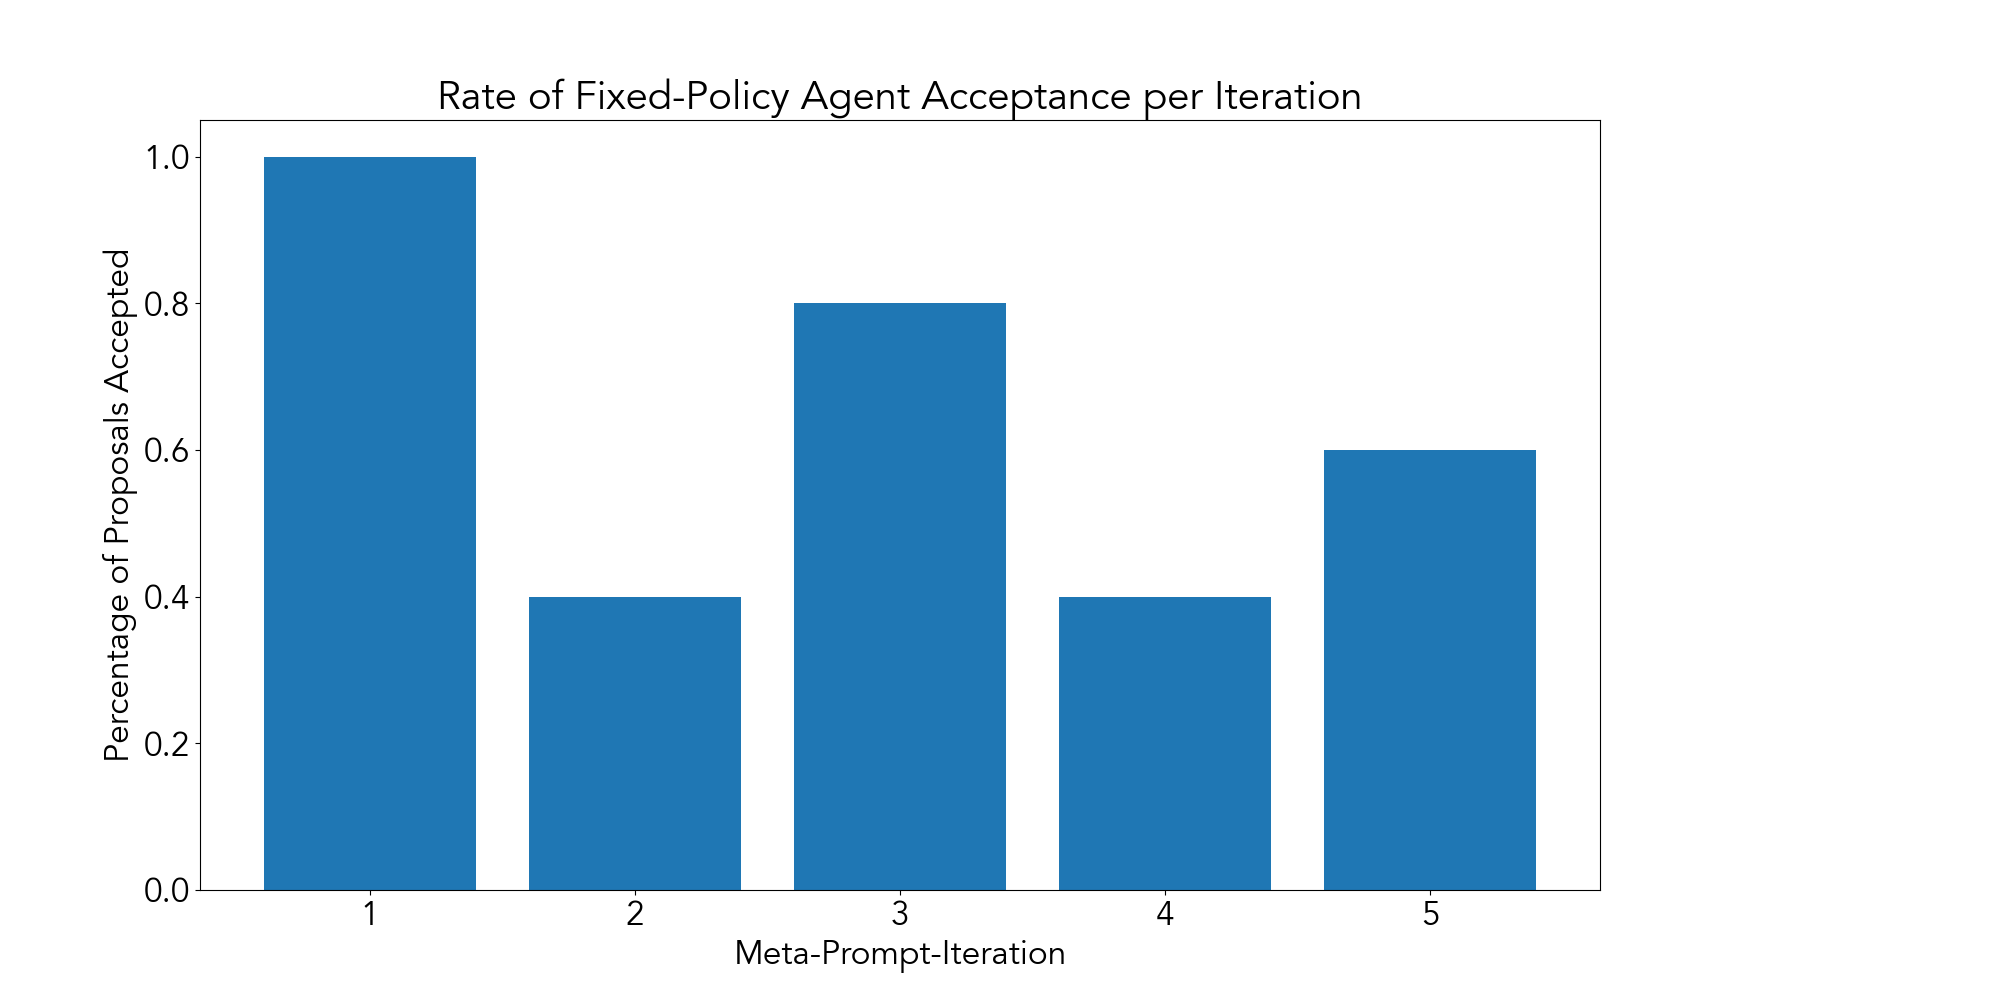 Rate of Fixed-Policy Agent Acceptance per Iteration
Percentage of Proposals Accepted
1.0
0.8
0.6
0.4
0.2
0.0
1 2 3 4 5
Meta-Prompt-Iteration